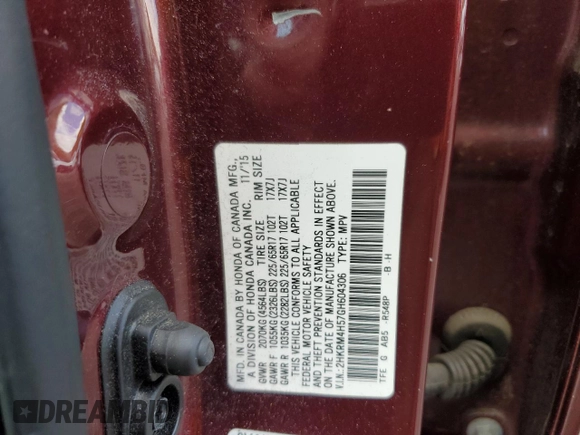 MFD. IN CANADA BY HONDA OF CANADA MFG.,
A DIVISION OF HONDA CANADA INC. 11/'15
GVWR 2070KG(4564LBS) TIRE SIZE RIM SIZE
GAWR F 1055KG(2326LBS) 225/65R17 102T 17X7J
GAWR R 1035KG(2282LBS) 225/65R17 102T 17X7J
THIS VEHICLE CONFORMS TO ALL APPLICABLE
FEDERAL MOTOR VEHICLE SAFETY
AND THEFT PREVENTION STANDARDS IN EFFECT
ON THE DATE OF MANUFACTURE SHOWN ABOVE.
V.I.N.: 2HKRM4H57GH604306 TYPE: MPV
TFE G AB5 -R548P -B -H
DREAMBID